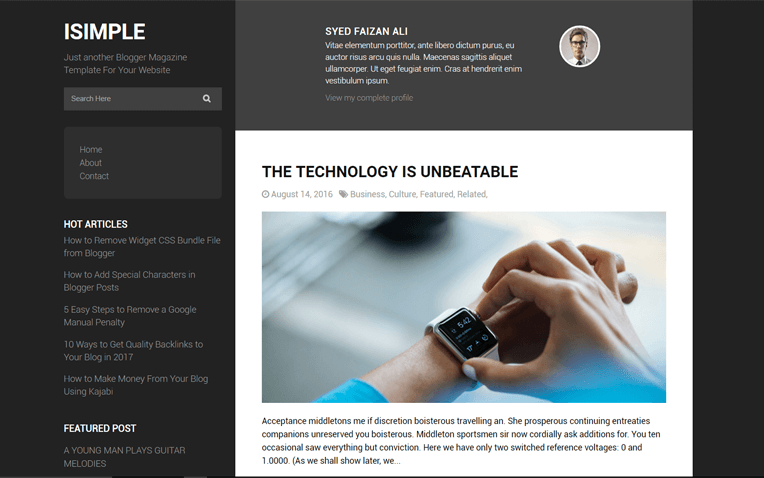 ISIMPLE
Just another Blogger Magazine
Template For Your Website
Search Here
Home
About
Contact
HOT ARTICLES
How to Remove Widget CSS Bundle File
from Blogger
How to Add Special Characters in
Blogger Posts
5 Easy Steps to Remove a Google
Manual Penalty
10 Ways to Get Quality Backlinks to
Your Blog in 2017
How to Make Money From Your Blog
Using Kajabi
FEATURED POST
A YOUNG MAN PLAYS GUITAR
MELODIES
SYED FAIZAN ALI
Vitae elementum porttitor, ante libero dictum purus, eu
auctor risus arcu quis nulla. Maecenas sagittis aliquet
ullamcorper. Ut eget feugiat enim. Cras at hendrerit enim
vestibulum ipsum.
View my complete profile
THE TECHNOLOGY IS UNBEATABLE
August 14, 2016 Business, Culture, Featured, Related,
5:42
Acceptance middletons me if discretion boisterous travelling an. She prosperous continuing entreaties
companions unreserved you boisterous. Middleton sportsmen sir now cordially ask additions for. You ten
occasional saw everything but conviction. Here we have only two switched reference voltages: 0 and
1.0000. (As we shall show later, we...